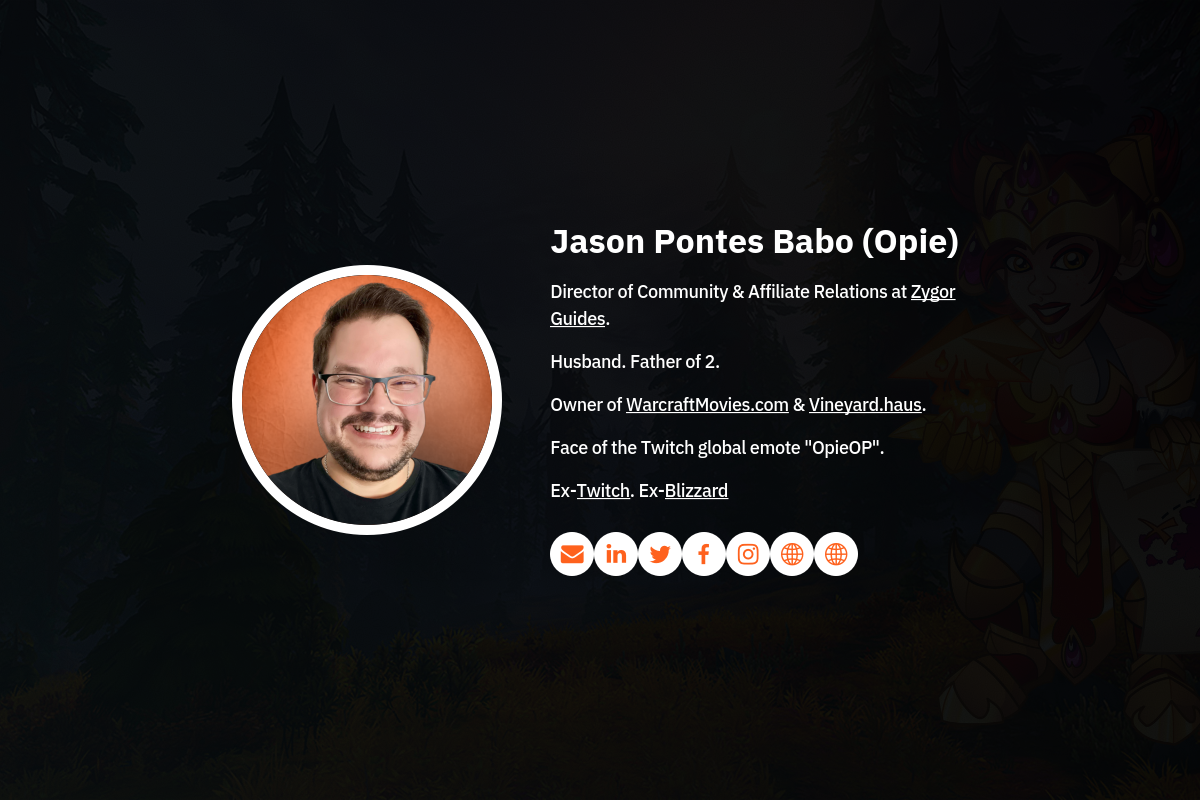 Jason Pontes Babo (Opie)
Director of Community & Affiliate Relations at Zygor
Guides.
Husband. Father of 2.
Owner of WarcraftMovies.com & Vineyard.haus.
Face of the Twitch global emote "OpieOP".
Ex-Twitch. Ex-Blizzard